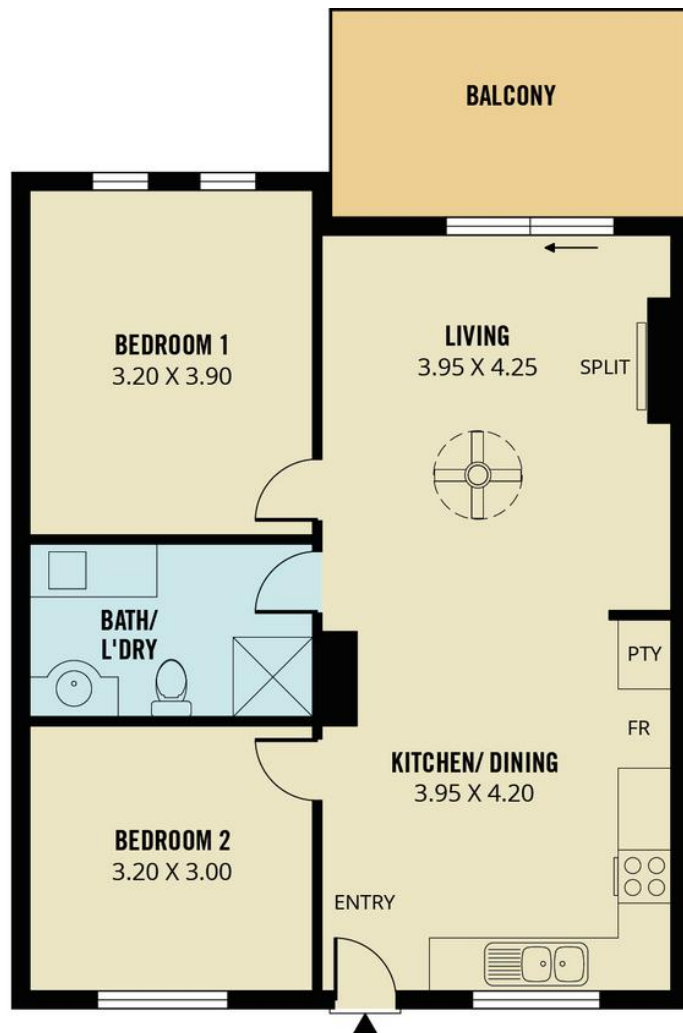 BALCONY
BEDROOM 1
3.20 X 3.90
LIVING
3.95 X 4.25
SPLIT
BATH/
L'DRY
PTY
FR
KITCHEN/ DINING
3.95 X 4.20
BEDROOM 2
3.20 X 3.00
ENTRY